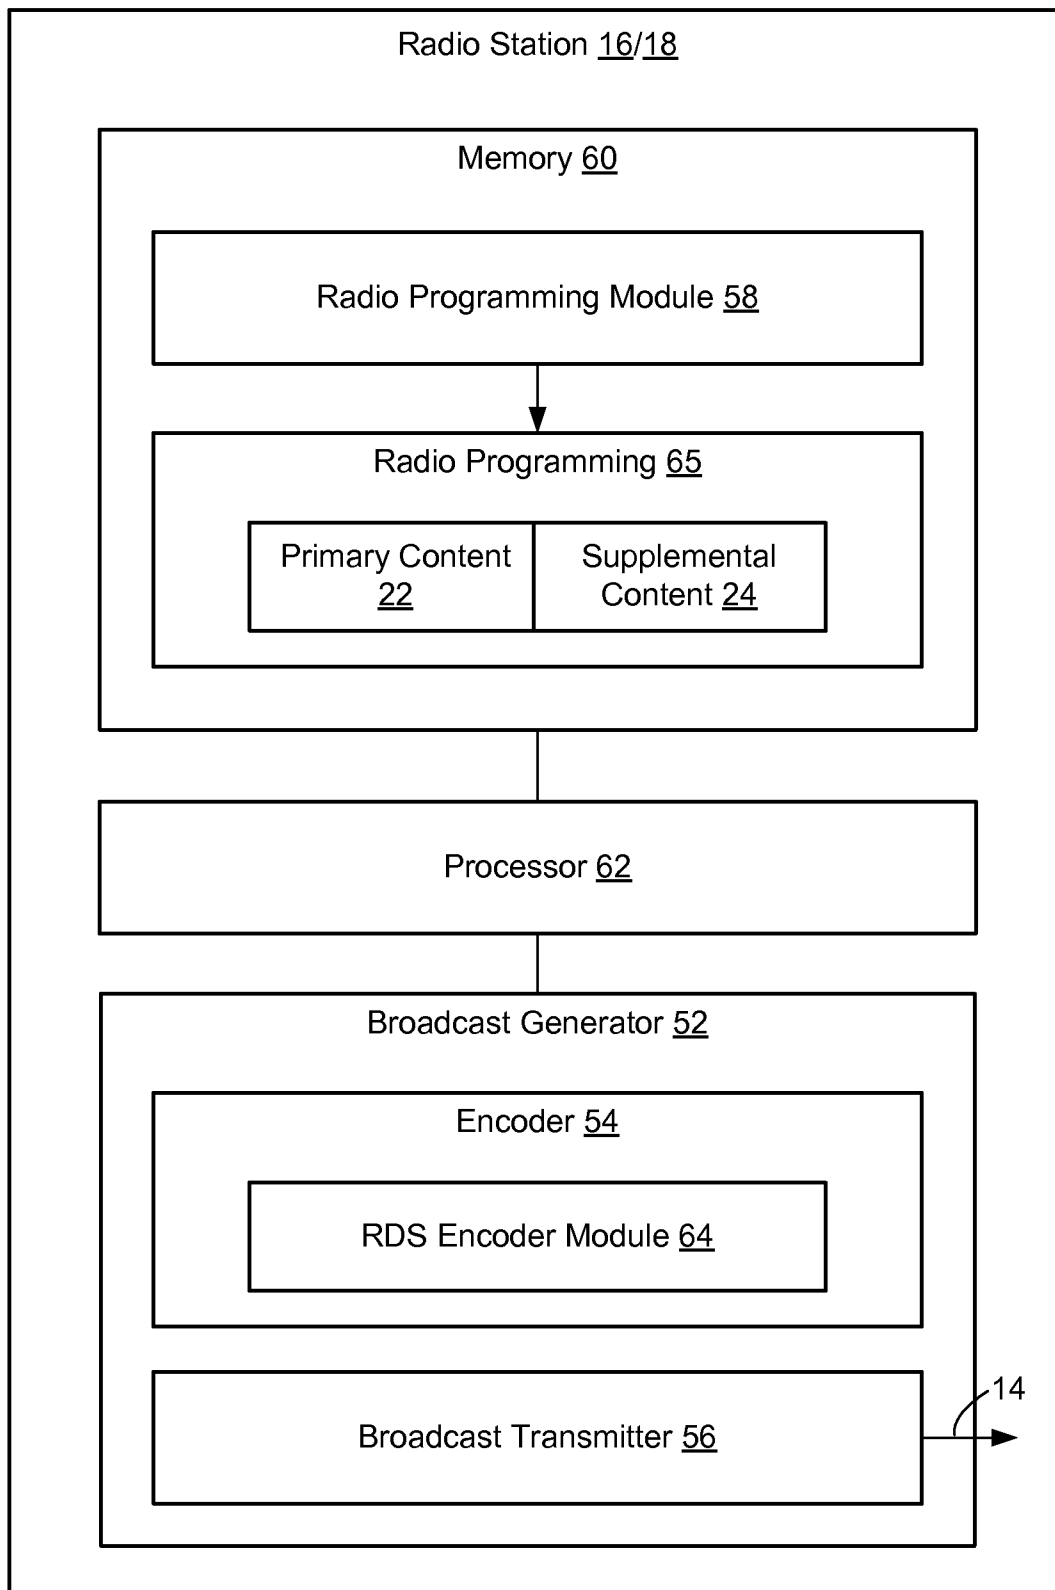 Radio Station 16/18
Memory 60
Radio Programming Module 58
Radio Programming 65
Primary Content
22
Supplemental
Content 24
Processor 62
Broadcast Generator 52
Encoder 54
RDS Encoder Module 64
14
Broadcast Transmitter 56